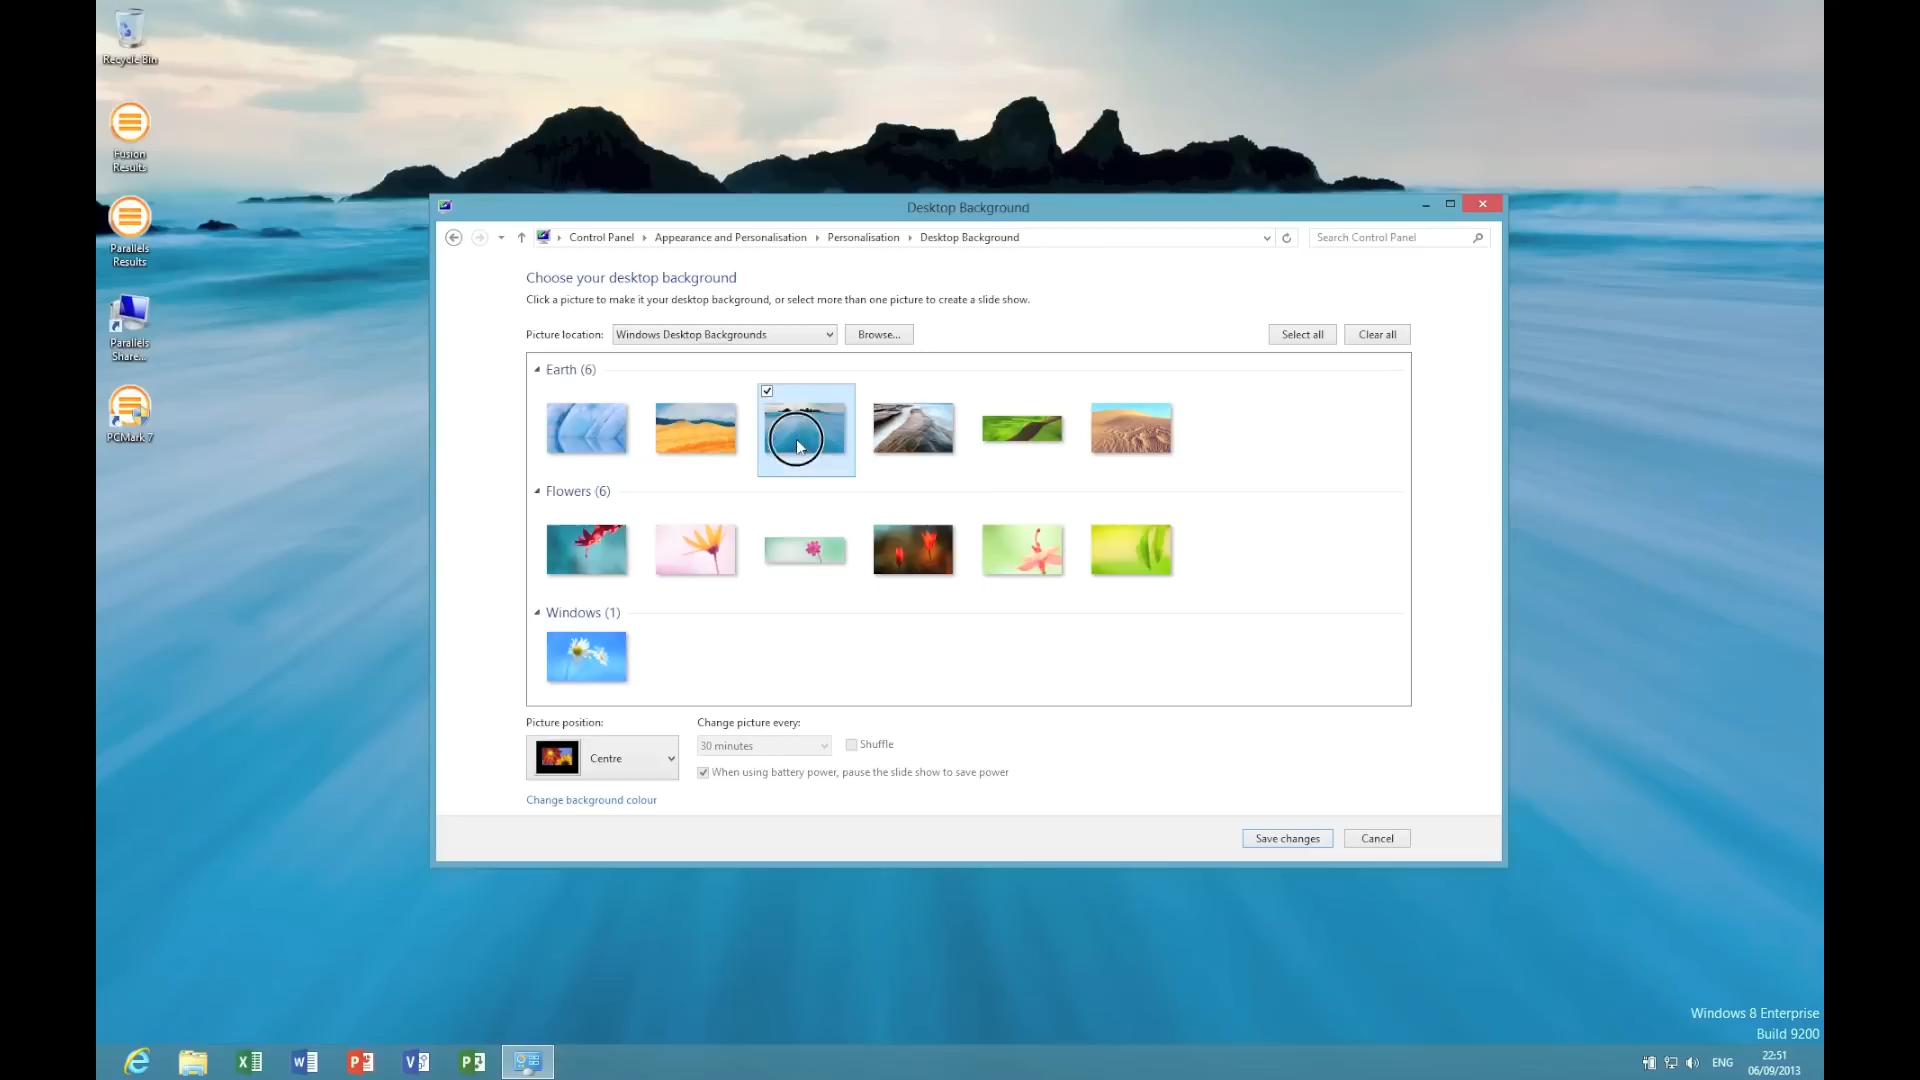 Recycle Bin
Fusion
Results
Parallels
Results
Parallels
Share...
PCMark 7
Desktop Background
Control Panel
Appearance and Personalisation
Personalisation
Desktop Background
Search Control Panel
Choose your desktop background
Click a picture to make it your desktop background, or select more than one picture to create a slide show.
Picture location:
Windows Desktop Backgrounds
Browse...
Select all
Clear all
Earth (6)
Flowers (6)
Windows (1)
Picture position:
Change picture every:
Centre
30 minutes
Shuffle
When using battery power, pause the slide show to save power
Change background colour
Save changes
Cancel
Windows 8 Enterprise
Build 9200
ENG
22:51
06/09/2013